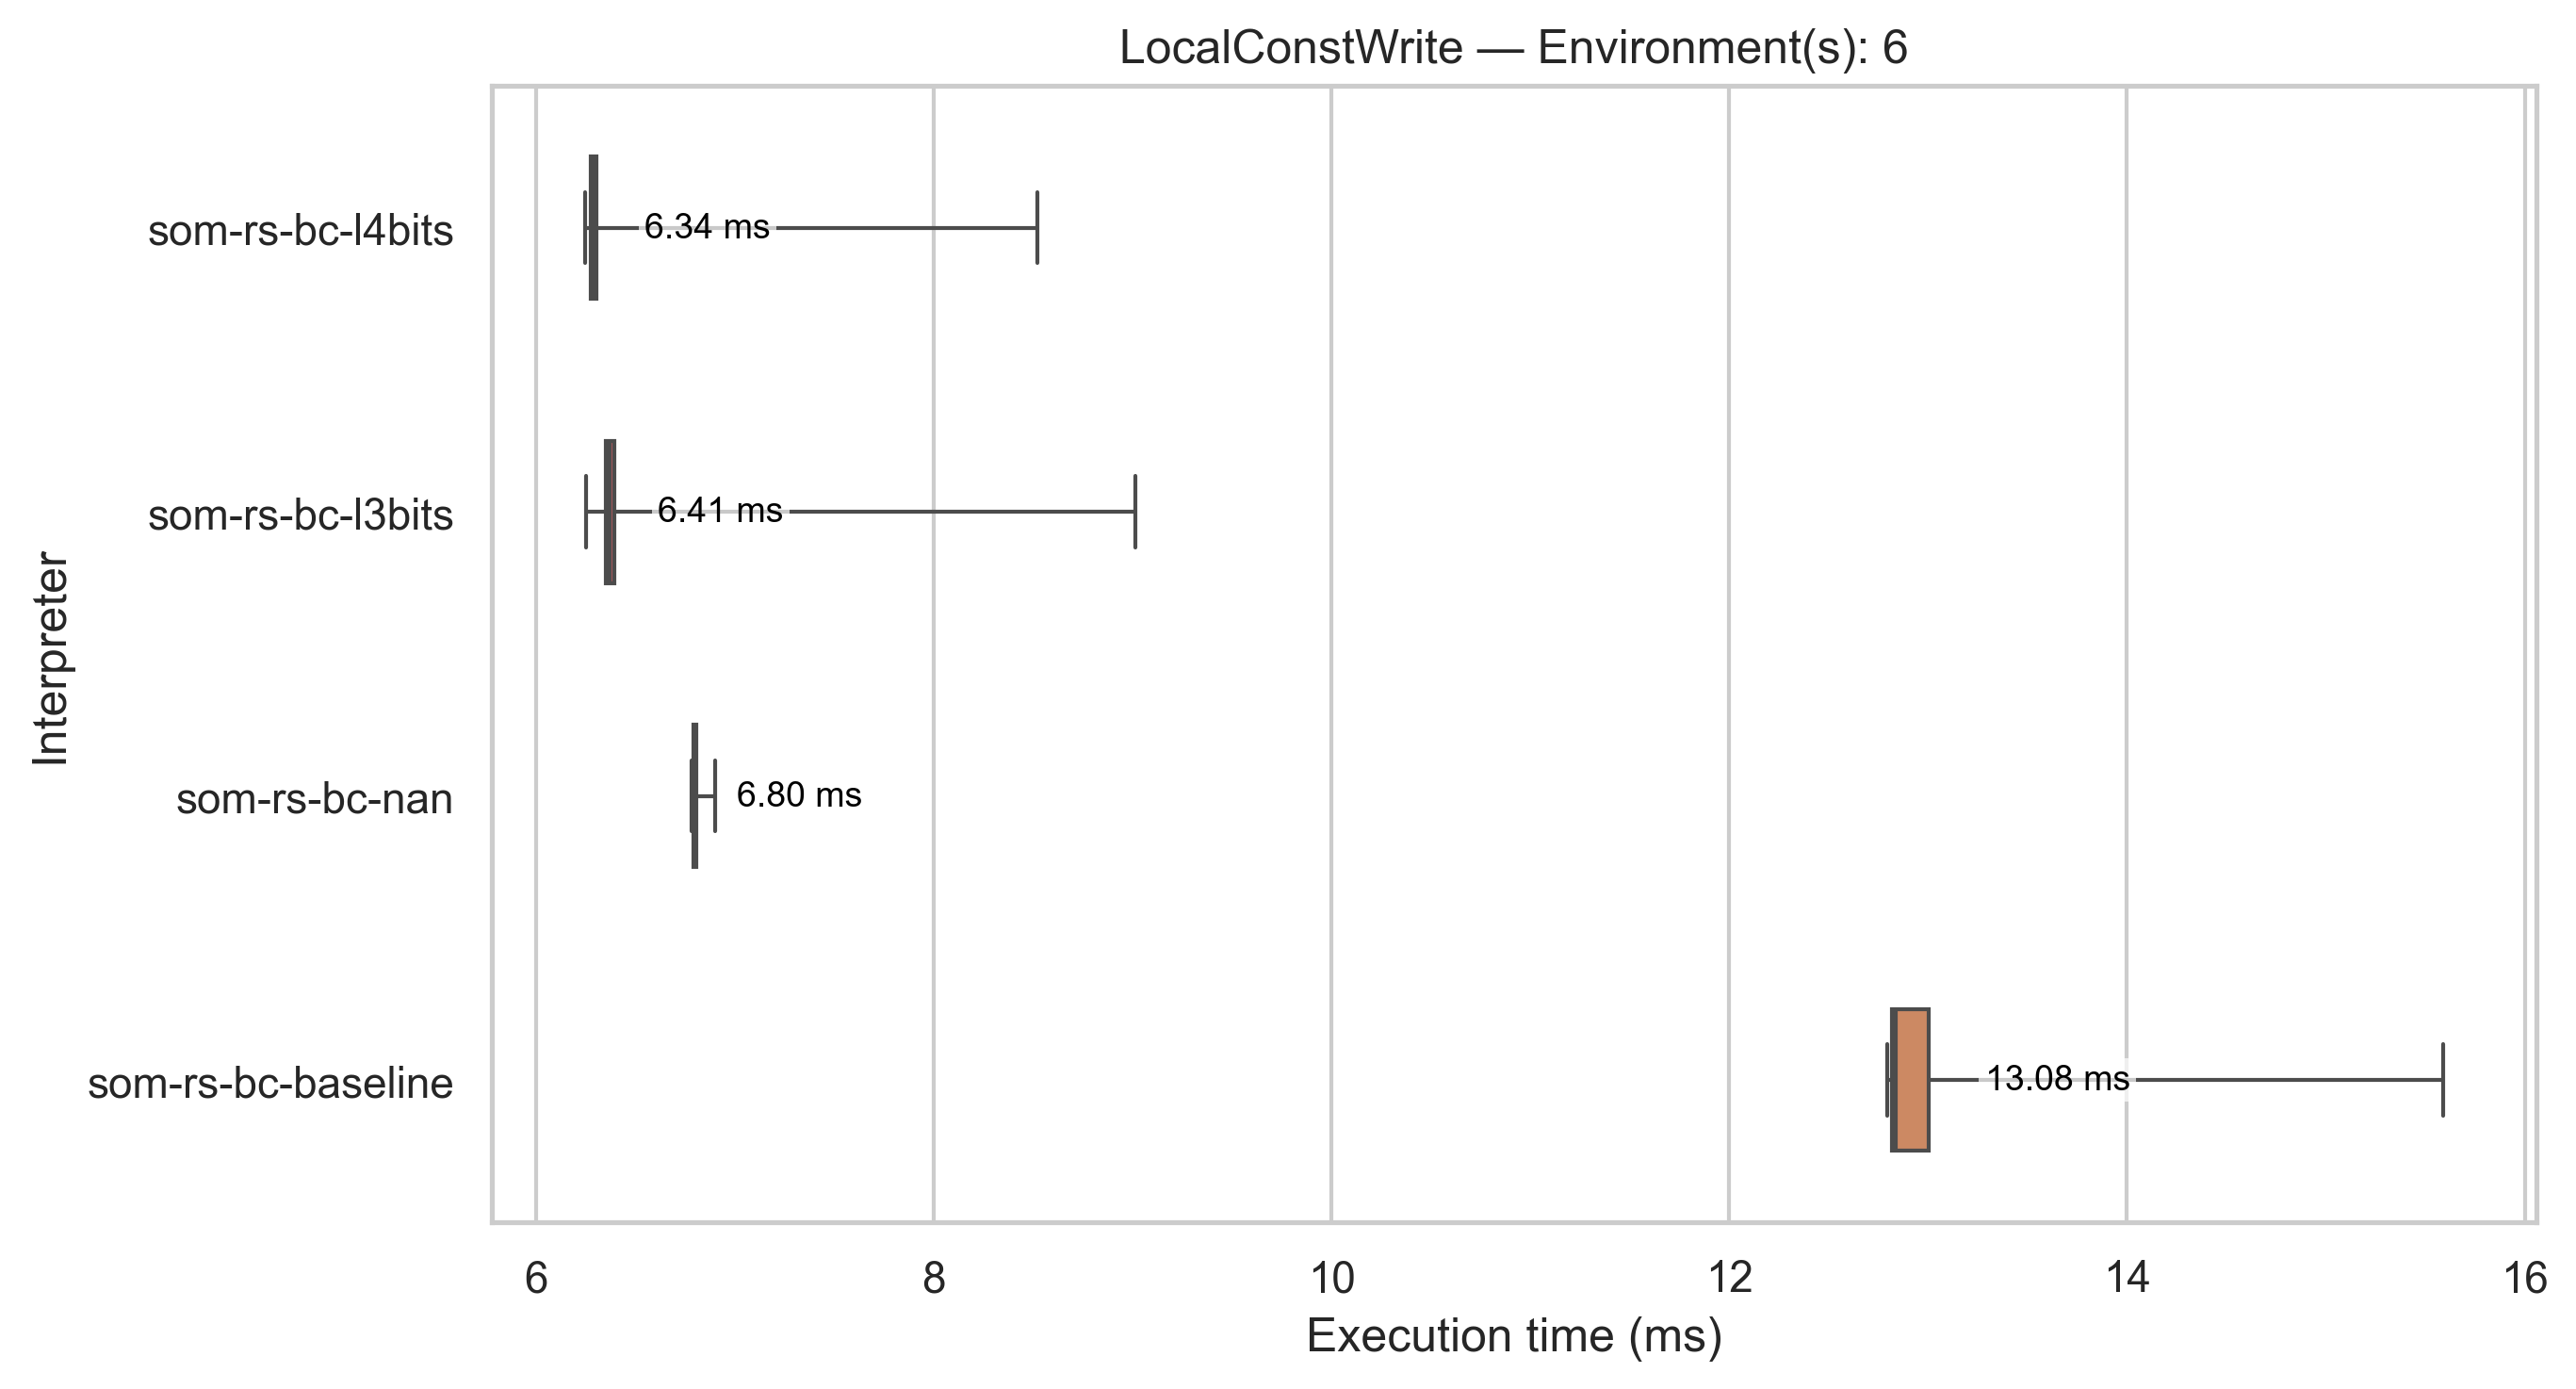 LocalConstWrite — Environment(s): 6
som-rs-bc-l4bits
6.34 ms
som-rs-bc-l3bits
6.41 ms
Interpreter
som-rs-bc-nan
6.80 ms
som-rs-bc-baseline
13.08 ms
6 8 10 12 14 16
Execution time (ms)